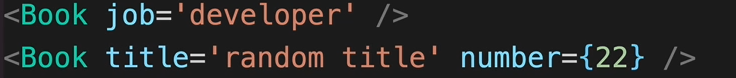 <Book job='developer' />
<Book title='random title' number={22} />